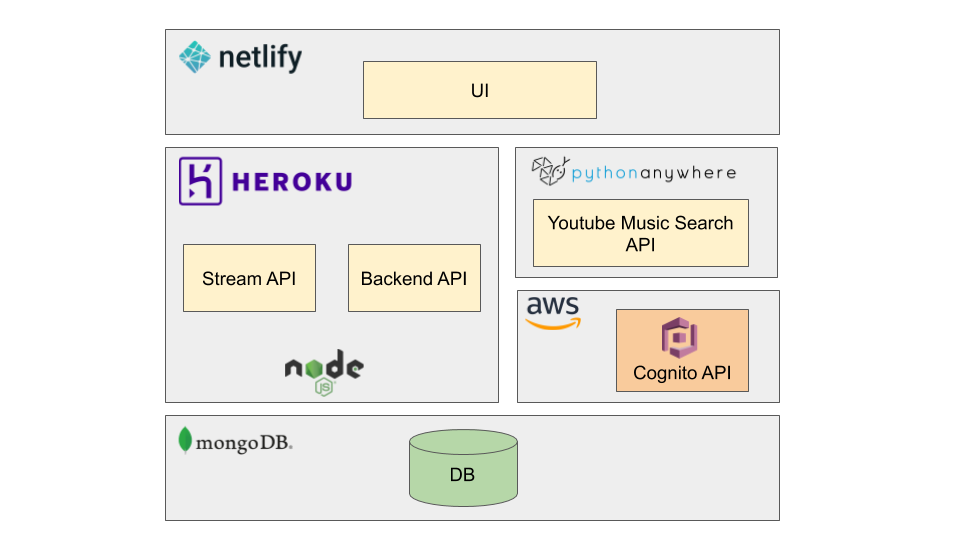 netlify
UI
HEROKU
Stream API
Backend API
node
JS
pythonanywhere
Youtube Music Search
API
aws
Cognito API
mongoDB®
DB